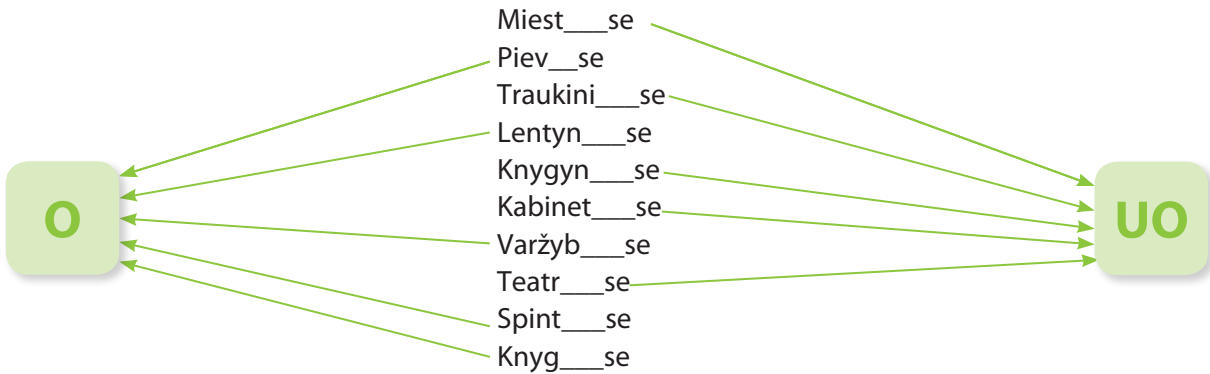 Miest___se
Piev__se
Traukini___se
Lentyn___se
Knygyn___se
Kabinet___se
Varžyb___se
Teatr___se
Spint___se
Knyg___se
O
UO